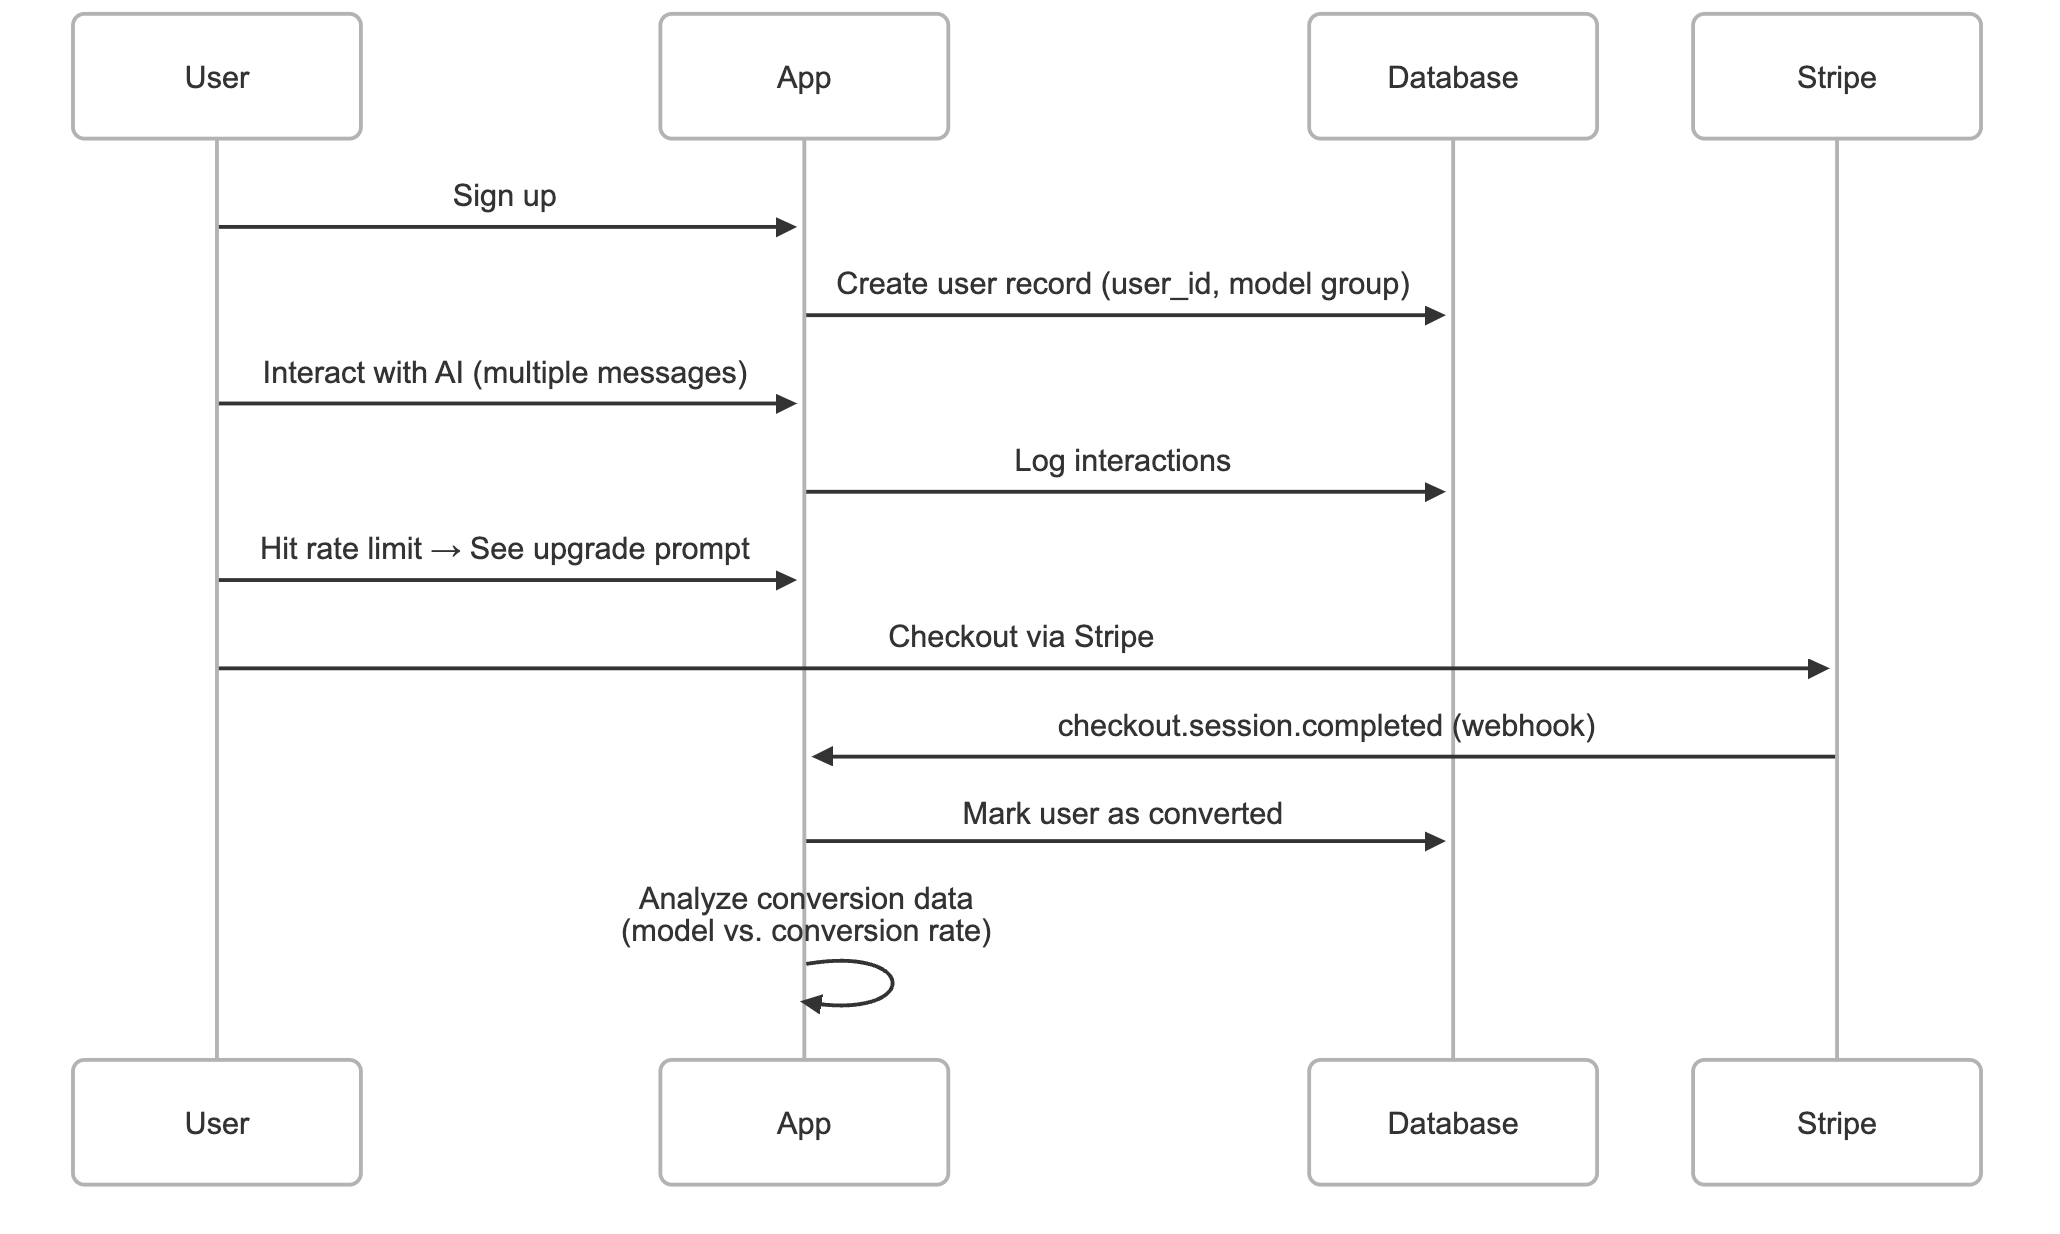 User
App
Database
Stripe
Sign up
Create user record (user_id, model group)
Interact with AI (multiple messages)
Log interactions
Hit rate limit → See upgrade prompt
Checkout via Stripe
checkout.session.completed (webhook)
Mark user as converted
Analyze conversion data
(model vs. conversion rate)
User
App
Database
Stripe